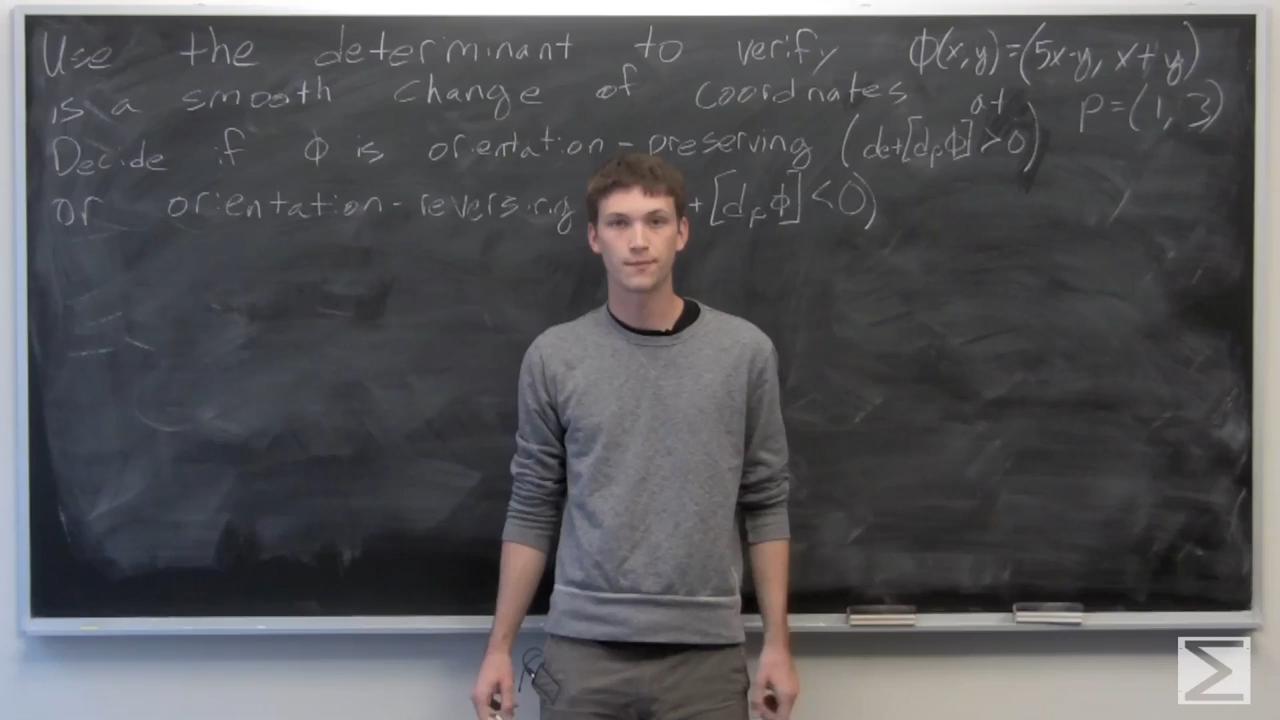 Use the determinant to verify Φ(x,y)=(5x-y, x+y)
is a smooth change of coordinates at p=(1,3)
Decide if Φ is orientation-preserving (det[dpΦ]>0)
or orientation-reversing [dpΦ]<0)
Σ